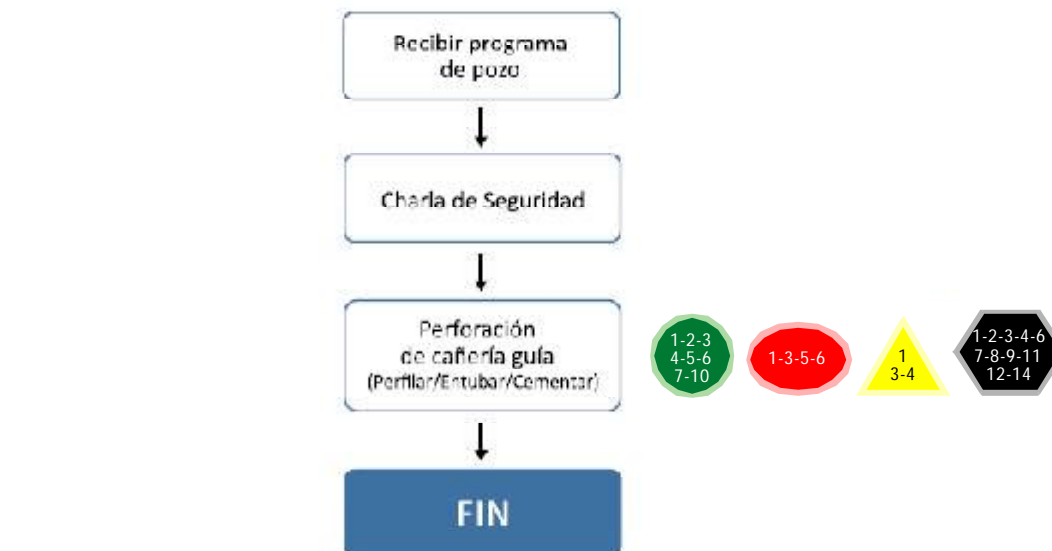 Recibir programa
de pozo
Charla de Seguridad
Perforación
de cañería guía
(Perfilar/Entubar/Cementar)
1-2-3
4-5-6
7-10
1-3-5-6
1
3-4
1-2-3-4-6
7-8-9-11
12-14
FIN